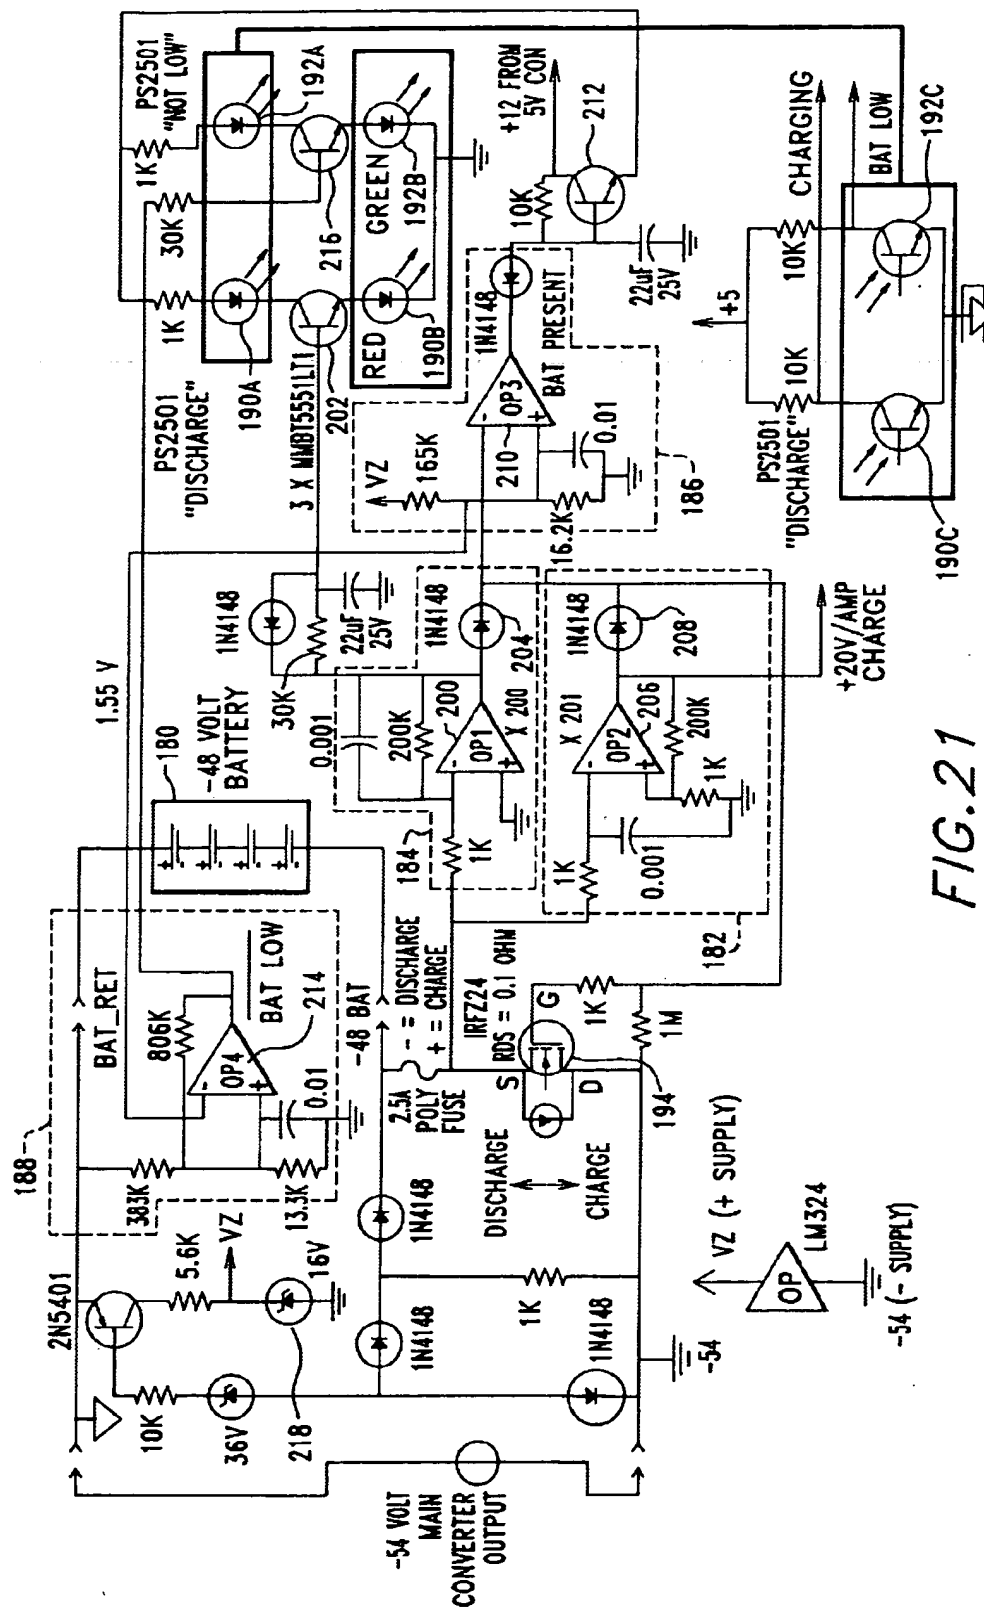 PS2501
"NOT LOW"
192A
1K
30K
1K
216
GREEN
192B
RED
190B
190A
202
PS2501
"DISCHARGE"
3 X MMBT5551LT1
+12 FROM
5V CON
212
10K
22uF
25V
1N4148
BAT PRESENT
OP3
-
+
210
0.01
VZ
165K
16.2K
186
CHARGING
BAT LOW
192C
10K
+5
10K
PS2501
"DISCHARGE"
190C
1.55 V
1N4148
30K
22uF
25V
0.001
200K
200
1N4148
204
X 200
OP1
-
+
184
1K
1N4148
208
X 201
OP2
-
+
206
200K
1K
1K
0.001
182
+20V/AMP
CHARGE
180
-48 VOLT
BATTERY
188
BAT_RET
806K
BAT LOW
OP4
-
+
214
0.01
383K
13.3K
-48 BAT
- = DISCHARGE
+ = CHARGE
2.5A
POLY
FUSE
IRFZ24
RDS = 0.1 OHM
G
S
D
1K
1M
194
DISCHARGE
CHARGE
2N5401
5.6K
VZ
16V
10K
36V
218
1N4148
1N4148
1K
1N4148
-54
-54 VOLT
MAIN
CONVERTER
OUTPUT
VZ (+ SUPPLY)
OP
LM324
-54 (- SUPPLY)
FIG.21